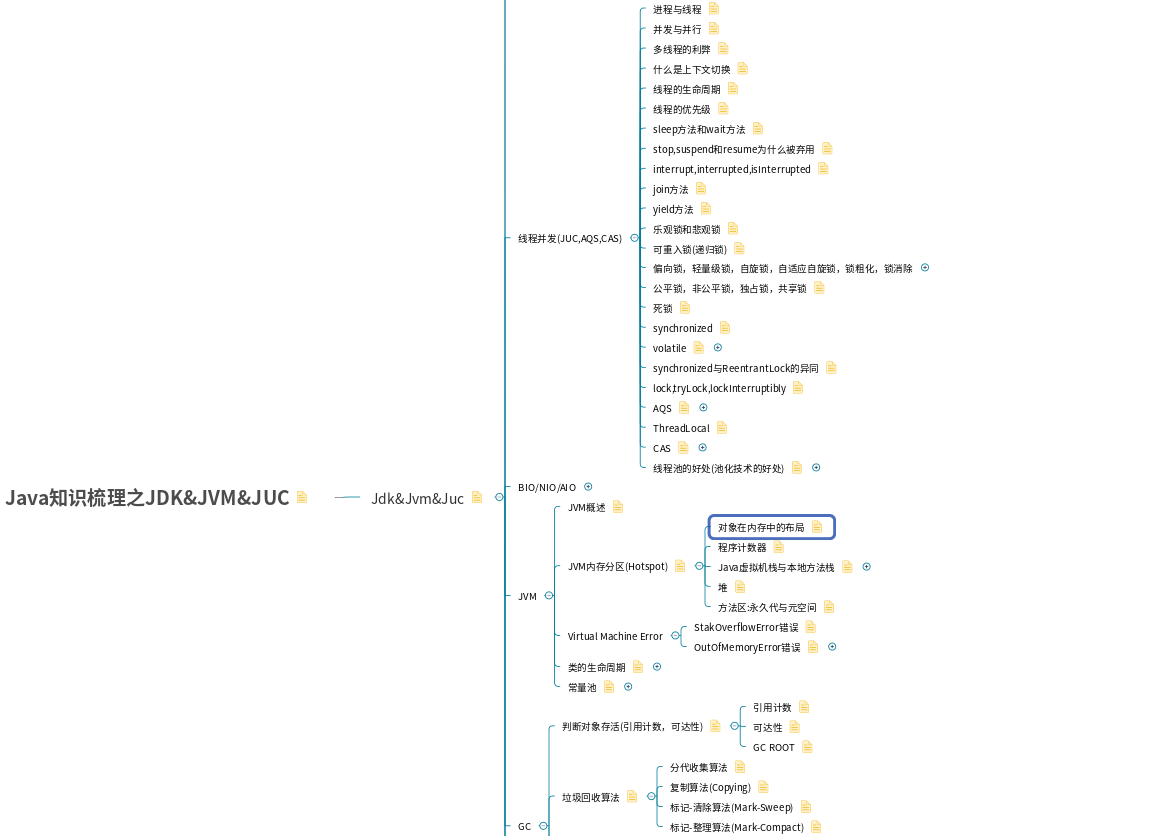 Java知识梳理之JDK&JVM&JUC
Jdk&Jvm&Juc
线程并发(JUC,AQS,CAS)
进程与线程
并发与并行
多线程的利弊
什么是上下文切换
线程的生命周期
线程的优先级
sleep方法和wait方法
stop,suspend和resume为什么被弃用
interrupt,interrupted,isInterrupted
join方法
yield方法
乐观锁和悲观锁
可重入锁(递归锁)
偏向锁，轻量级锁，自旋锁，自适应自旋锁，锁粗化，锁消除
公平锁，非公平锁，独占锁，共享锁
死锁
synchronized
volatile
synchronized与ReentrantLock的异同
lock,tryLock,lockInterruptibly
AQS
ThreadLocal
CAS
线程池的好处(池化技术的好处)
BIO/NIO/AIO
JVM
JVM概述
JVM内存分区(Hotspot)
对象在内存中的布局
程序计数器
Java虚拟机栈与本地方法栈
堆
方法区:永久代与元空间
Virtual Machine Error
StakOverflowError错误
OutOfMemoryError错误
类的生命周期
常量池
GC
判断对象存活(引用计数，可达性)
引用计数
可达性
GC ROOT
垃圾回收算法
分代收集算法
复制算法(Copying)
标记-清除算法(Mark-Sweep)
标记-整理算法(Mark-Compact)